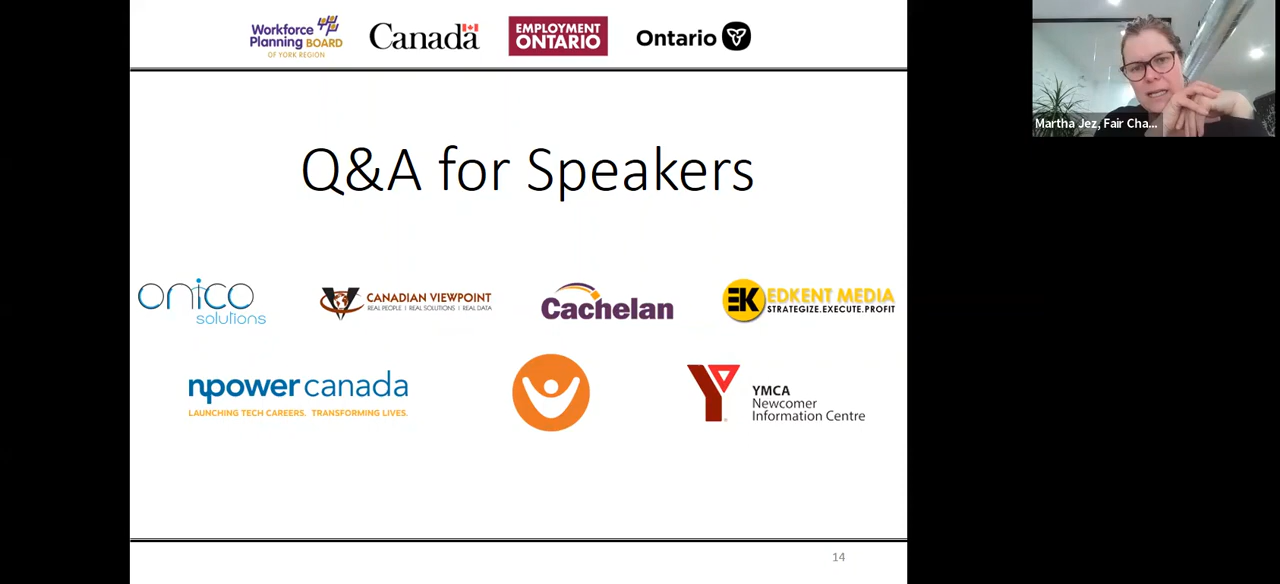 Workforce
Planning BOARD
OF YORK REGION
Canada
EMPLOYMENT
ONTARIO
Ontario
Martha Jez, Fair Cha...
Q&A for Speakers
onico
solutions
CANADIAN VIEWPOINT
REAL PEOPLE | REAL SOLUTIONS | REAL DATA
Cachelan
EK
EDKENT MEDIA
STRATEGIZE.EXECUTE.PROFIT
npower canada
LAUNCHING TECH CAREERS. TRANSFORMING LIVES.
YMCA
Newcomer
Information Centre
14